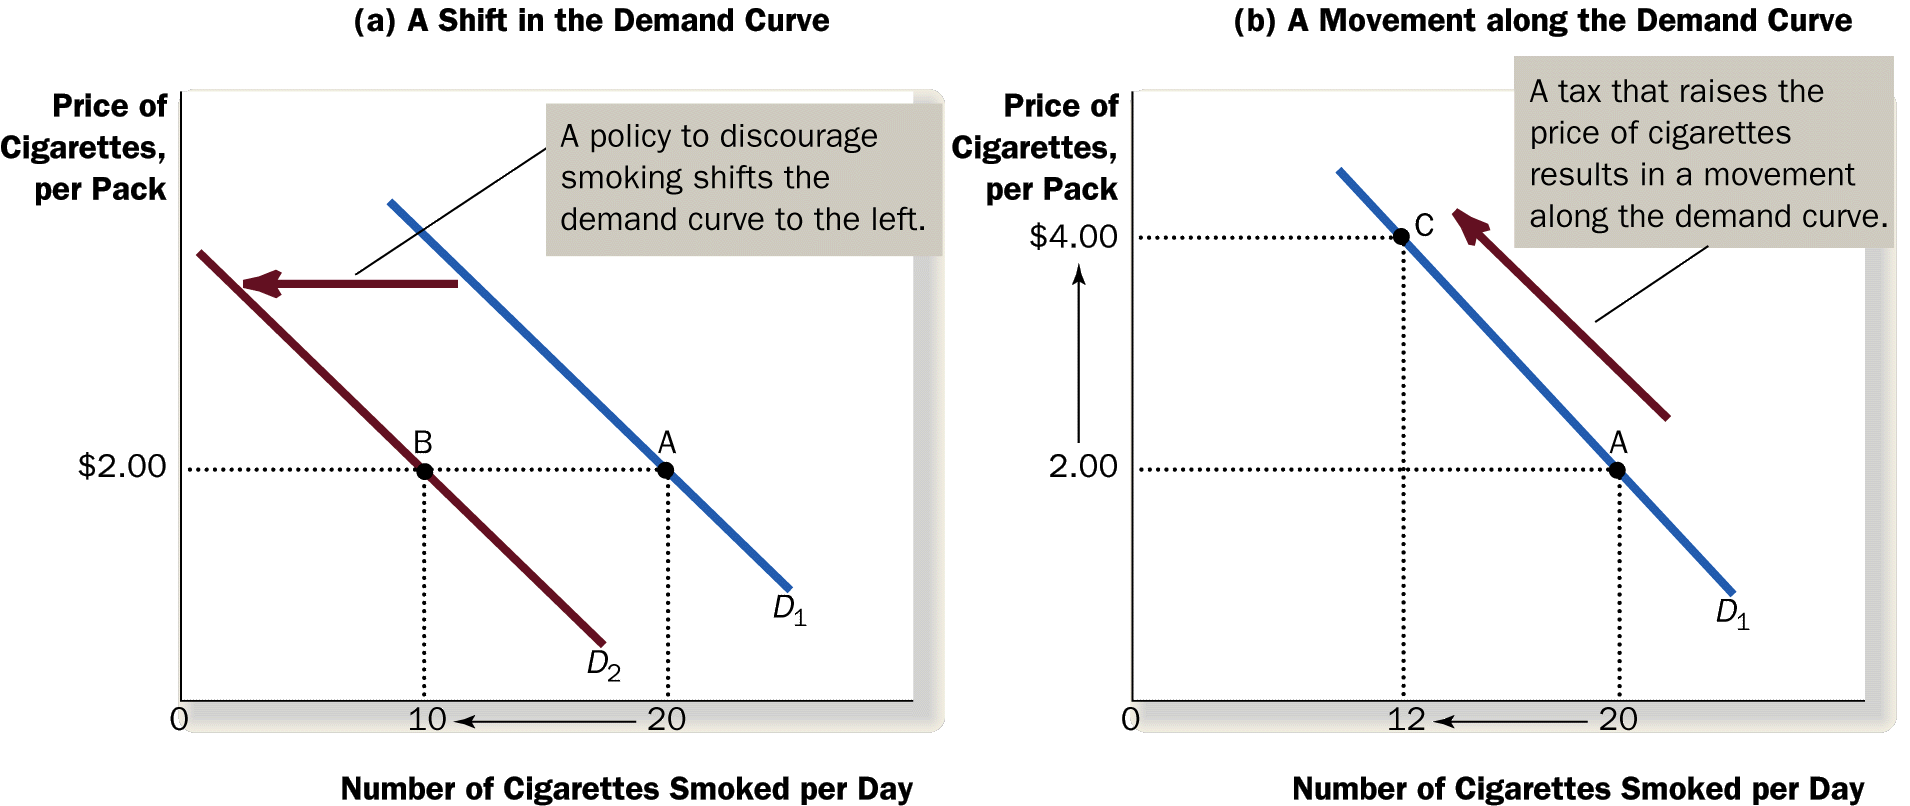 (a) A Shift in the Demand Curve
Price of
Cigarettes,
per Pack
A policy to discourage
smoking shifts the
demand curve to the left.
B
A
$2.00
D1
D2
0
10
20
Number of Cigarettes Smoked per Day
(b) A Movement along the Demand Curve
Price of
Cigarettes,
per Pack
A tax that raises the
price of cigarettes
results in a movement
along the demand curve.
C
$4.00
A
2.00
D1
0
12
20
Number of Cigarettes Smoked per Day